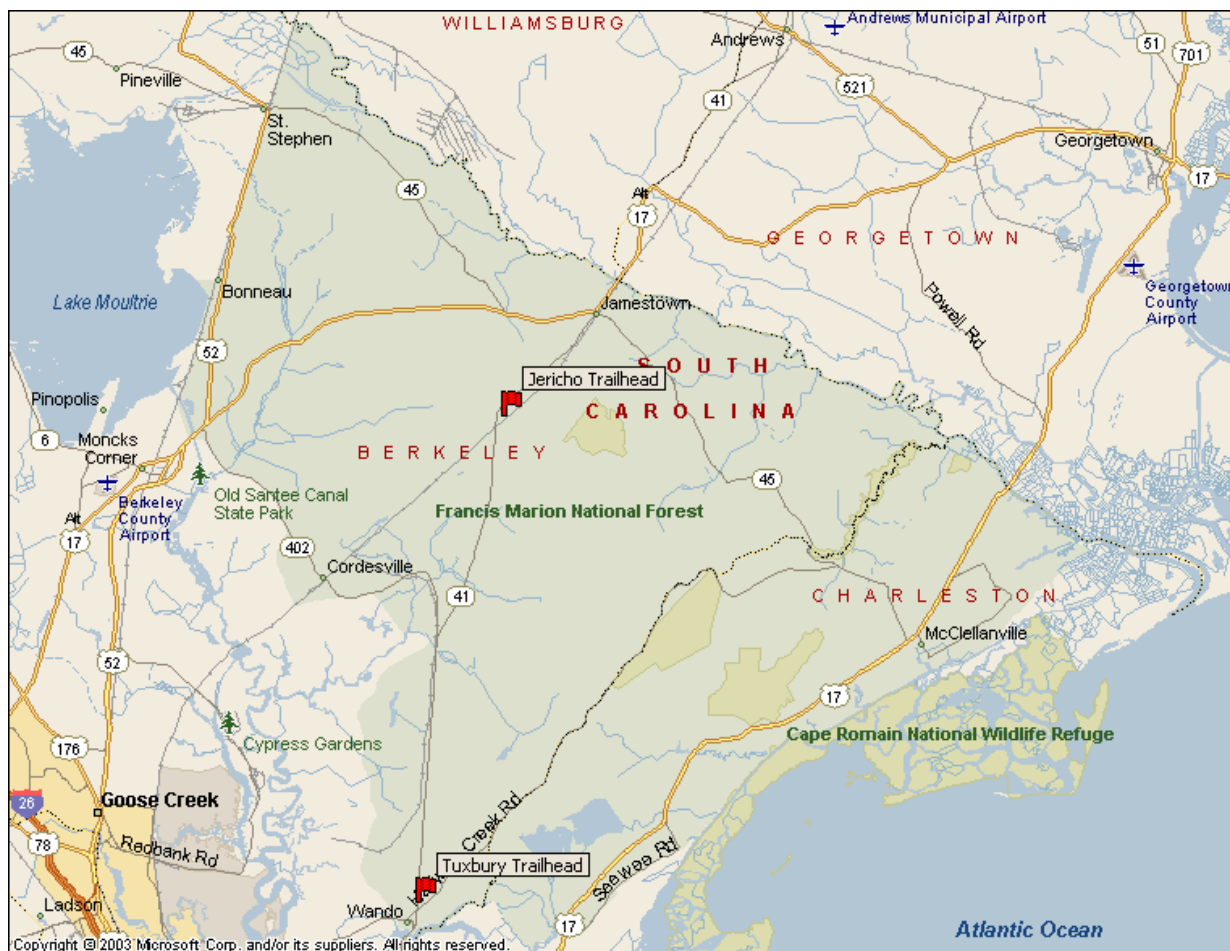 WILLIAMSBURG
Andrews Municipal Airport
Andrews
45
Pineville
51
701
521
41
St.
Stephen
Georgetown
45
Alt
17
17
GEORGETOWN
Bonneau
Lake Moultrie
Jamestown
Powell Rd
Georgetown
County
Airport
52
SOUTH
Jericho Trailhead
CAROLINA
Pinopolis
6
Moncks
Corner
BERKELEY
45
Old Santee Canal
State Park
Berkeley
County
Airport
Francis Marion National Forest
Alt
17
402
Cordesville
41
CHARLESTON
McClellanville
52
17
Cypress Gardens
Cape Romain National Wildlife Refuge
176
26
Goose Creek
Creek Rd
78
Redbank Rd
Seewee Rd
Tuxbury Trailhead
Ladson
Wando
17
Atlantic Ocean
Copyright © 2003 Microsoft Corp. and/or its suppliers. All rights reserved.